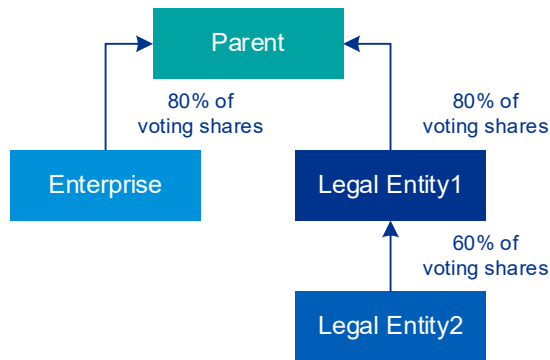 Parent
80% of
voting shares
80% of
voting shares
Enterprise
Legal Entity1
60% of
voting shares
Legal Entity2